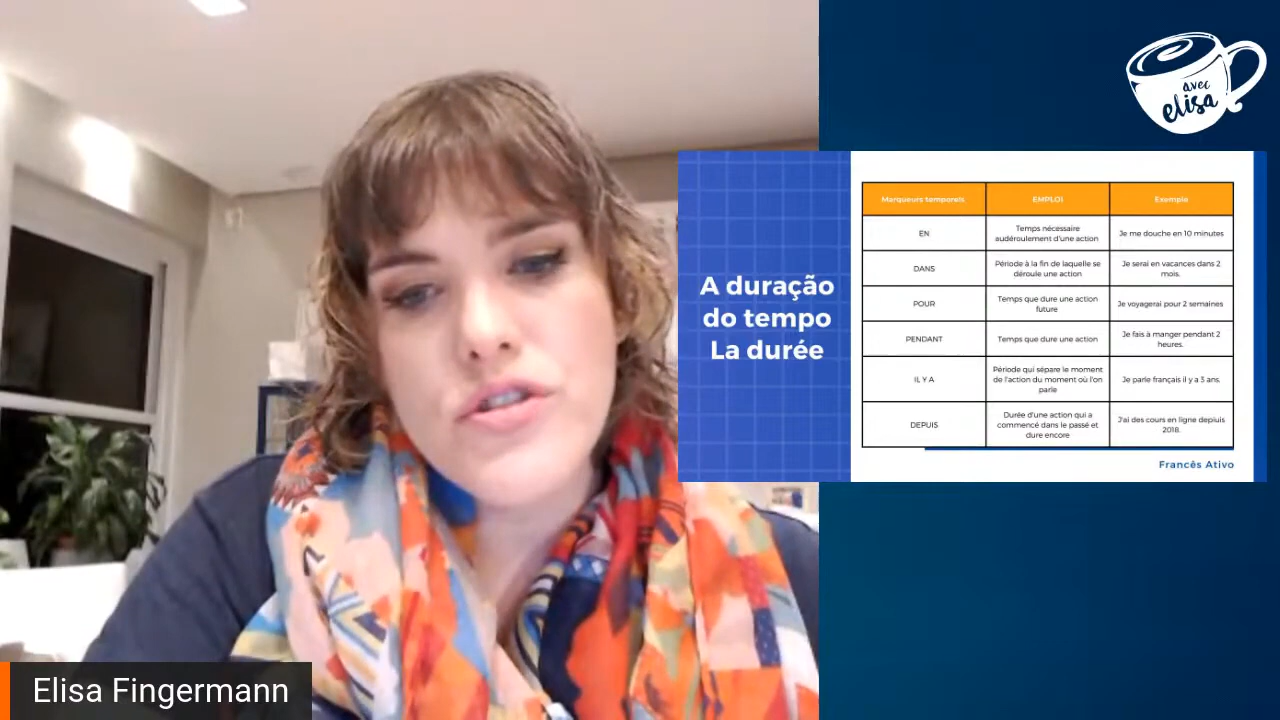 avec
elisa
A duração
do tempo
La durée
Marqueurs temporels
EMPLOI
Exemple
EN
Temps nécessaire
audéroulement d'une action
Je me douche en 10 minutes
DANS
Période à la fin de laquelle se
déroule une action
Je serai en vacances dans 2
mois.
POUR
Temps que dure une action
future
Je voyagerai pour 2 semaines
PENDANT
Temps que dure une action
Je fais à manger pendant 2
heures.
IL Y A
Période qui sépare le moment
de l'action du moment où l'on
parle
Je parle français il y a 3 ans.
DEPUIS
Durée d'une action qui a
commencé dans le passé et
dure encore
J'ai des cours en ligne depiuis
2018.
Francês Ativo
Elisa Fingermann